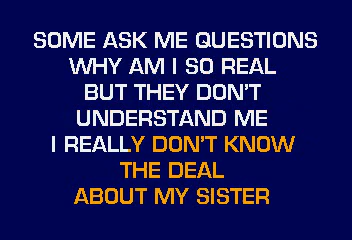 SOME ASK ME QUESTIONS
WHY AM I SO REAL
BUT THEY DON'T
UNDERSTAND ME
I REALLY DON'T KNOW
THE DEAL
ABOUT MY SISTER